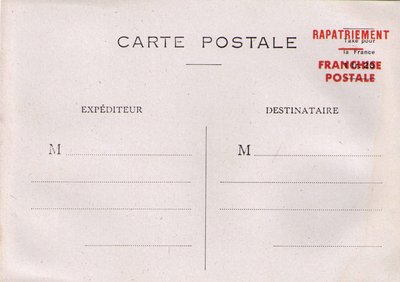 CARTE POSTALE
RAPATRIEMENT
Taxe pour
la France
FRANCHISE
POSTALE
EXPÉDITEUR
DESTINATAIRE
M
M